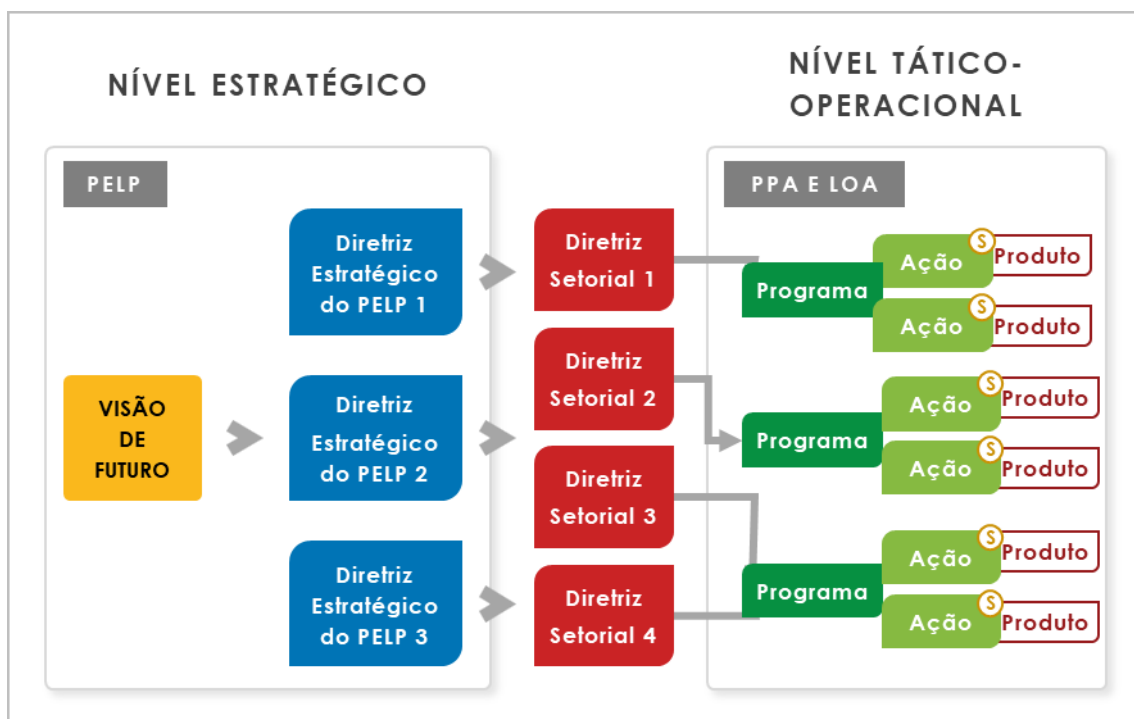 NÍVEL ESTRATÉGICO
NÍVEL TÁTICO-
OPERACIONAL
PELP
VISÃO
DE
FUTURO
Diretriz
Estratégico
do PELP 1
Diretriz
Estratégico
do PELP 2
Diretriz
Estratégico
do PELP 3
Diretriz
Setorial 1
Diretriz
Setorial 2
Diretriz
Setorial 3
Diretriz
Setorial 4
PPA E LOA
Programa
Ação
S
Produto
Ação
S
Produto
Programa
Ação
S
Produto
Ação
S
Produto
Programa
Ação
S
Produto
Ação
S
Produto